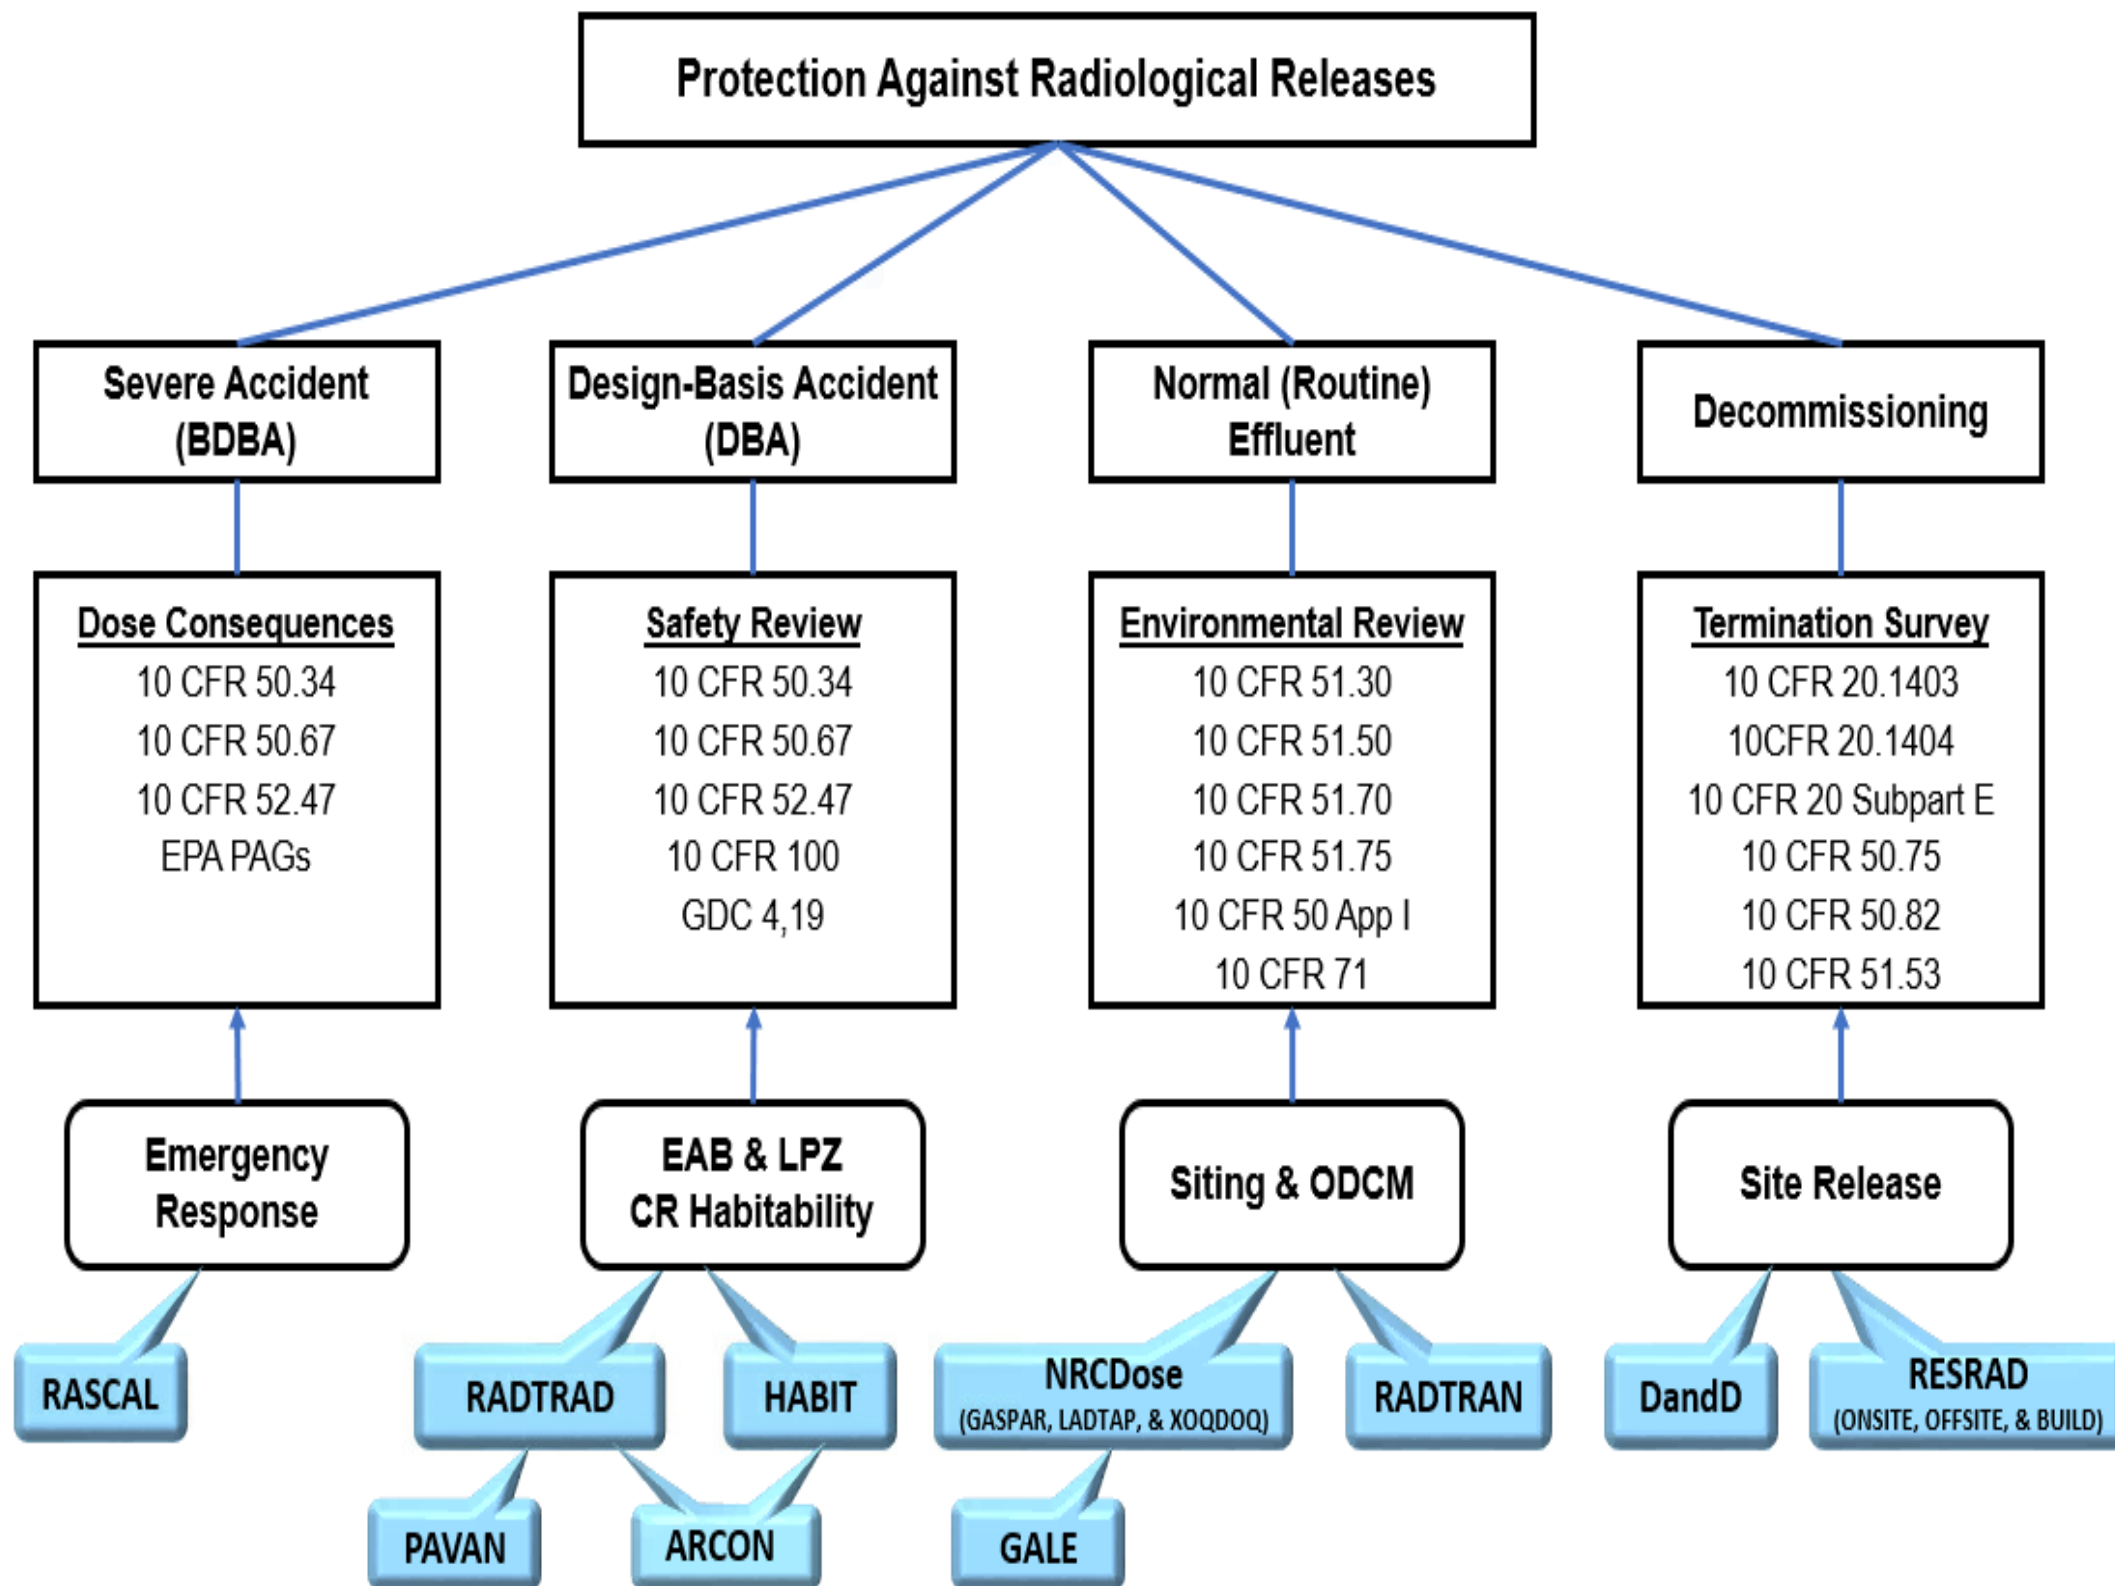 Protection Against Radiological Releases
Severe Accident
(BDBA)
Design-Basis Accident
(DBA)
Normal (Routine)
Effluent
Decommissioning
Dose Consequences
10 CFR 50.34
10 CFR 50.67
10 CFR 52.47
EPA PAGs
Safety Review
10 CFR 50.34
10 CFR 50.67
10 CFR 52.47
10 CFR 100
GDC 4,19
Environmental Review
10 CFR 51.30
10 CFR 51.50
10 CFR 51.70
10 CFR 51.75
10 CFR 50 App I
10 CFR 71
Termination Survey
10 CFR 20.1403
10CFR 20.1404
10 CFR 20 Subpart E
10 CFR 50.75
10 CFR 50.82
10 CFR 51.53
Emergency
Response
EAB & LPZ
CR Habitability
Siting & ODCM
Site Release
RASCAL
RADTRAD
HABIT
NRCDose
(GASPAR, LADTAP, & XOQDOQ)
RADTRAN
DandD
RESRAD
(ONSITE, OFFSITE, & BUILD)
PAVAN
ARCON
GALE